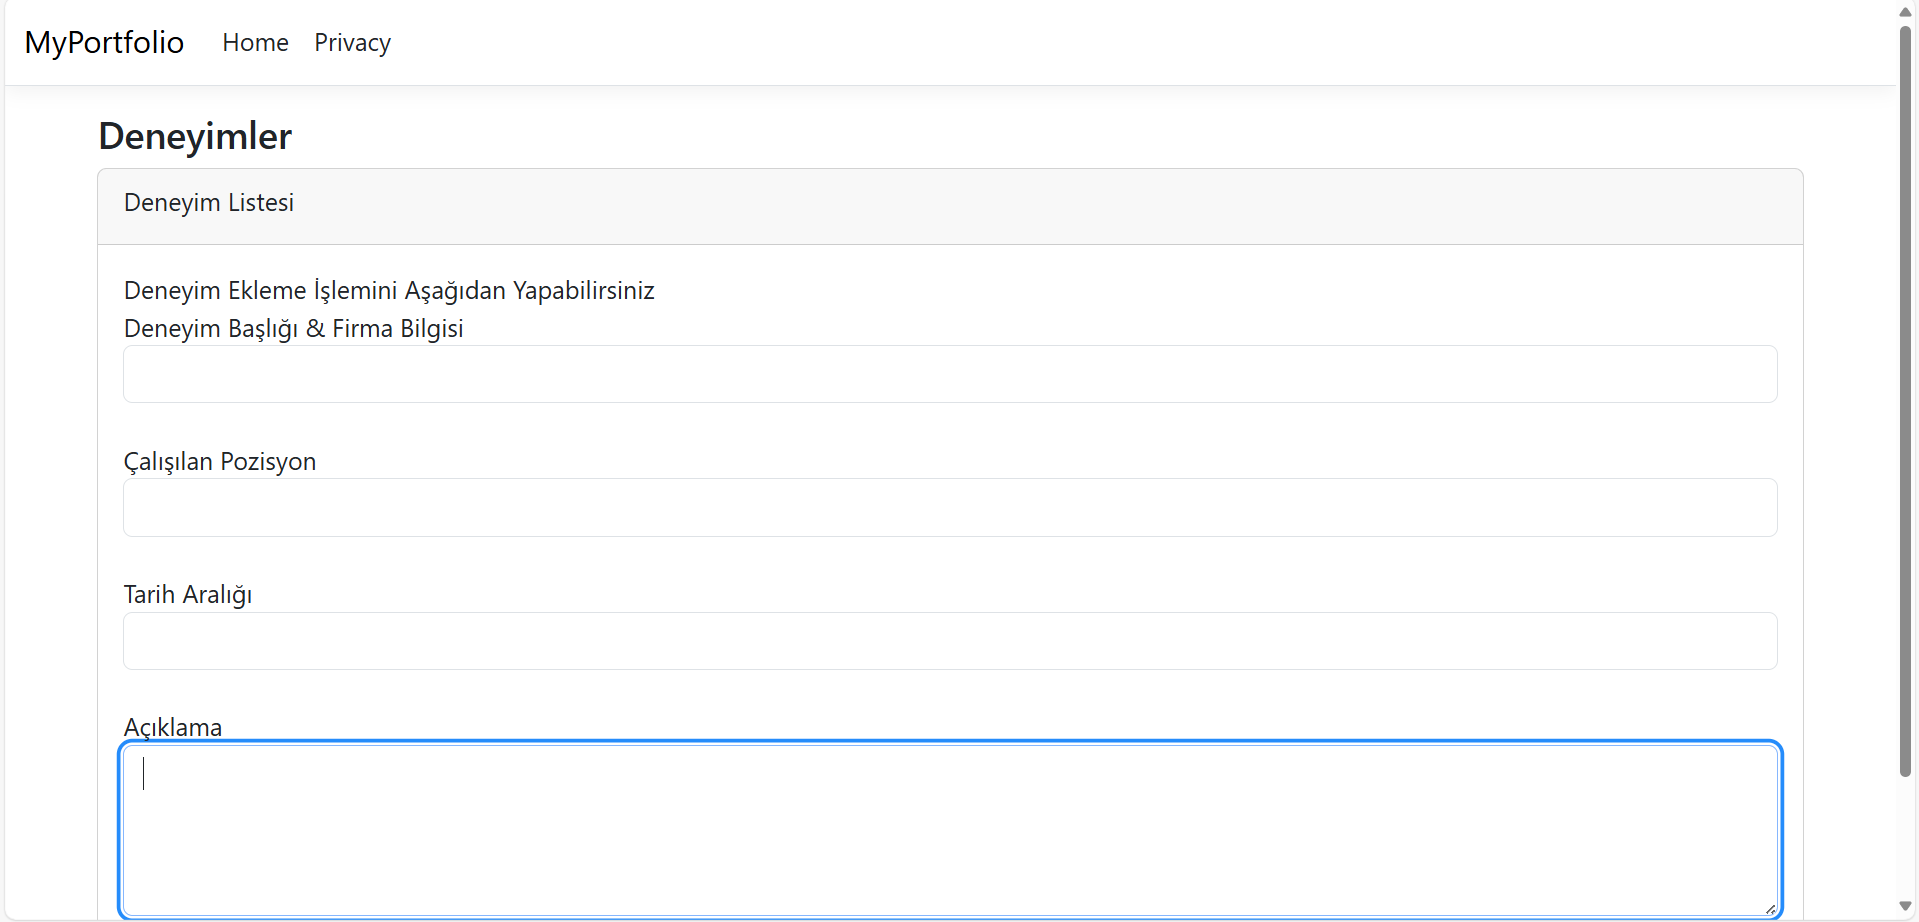 MyPortfolio Home Privacy
Deneyimler
Deneyim Listesi
Deneyim Ekleme İşlemini Aşağıdan Yapabilirsiniz
Deneyim Başlığı & Firma Bilgisi
Çalışılan Pozisyon
Tarih Aralığı
Açıklama